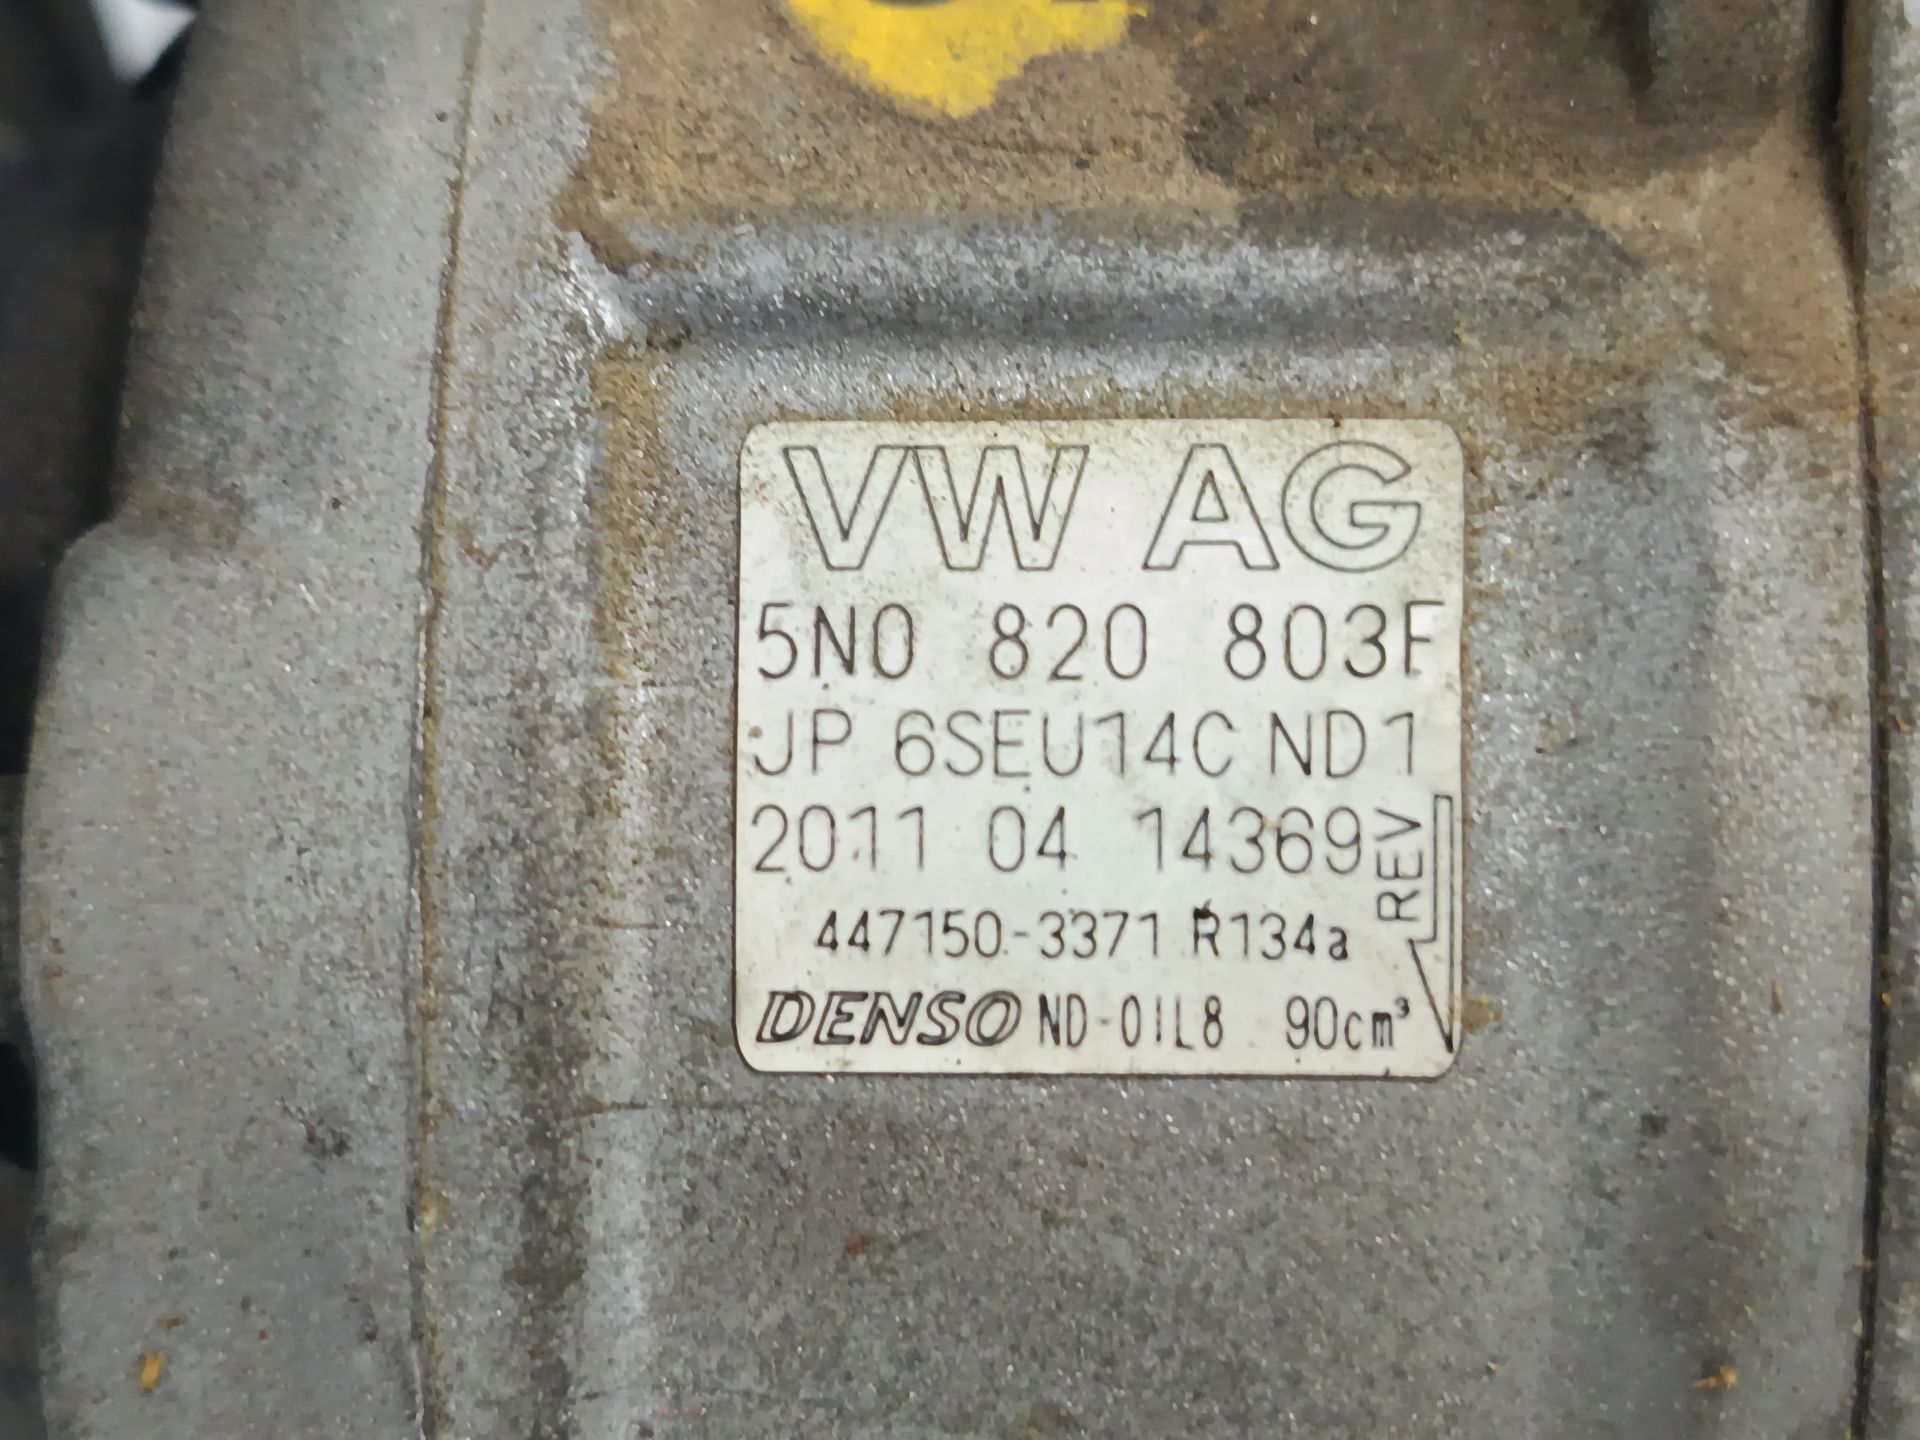 VW AG
5N0 820 803F
JP 6SEU14C ND1
2011 04 14369
REV
447150-3371 R134a
DENSO ND-OIL8 90cm³